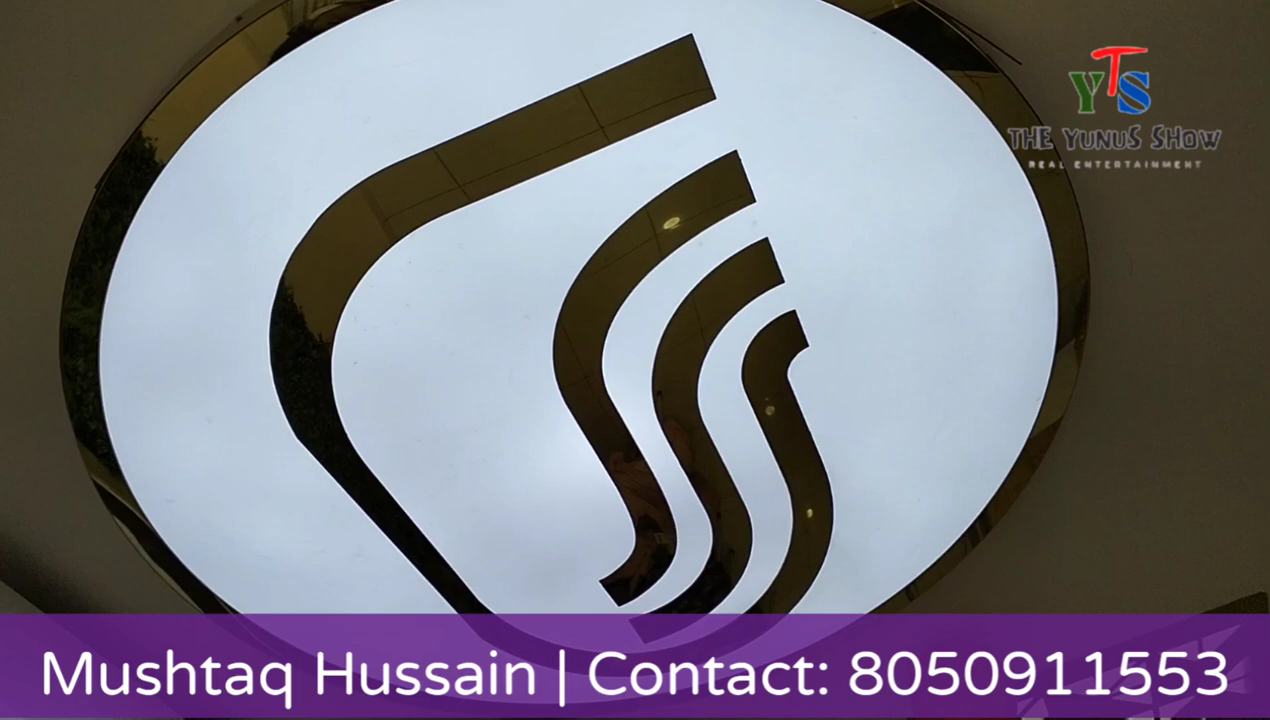 YTS
THE YUNUS SHOW
REAL ENTERTAINMENT
Mushtaq Hussain | Contact: 8050911553